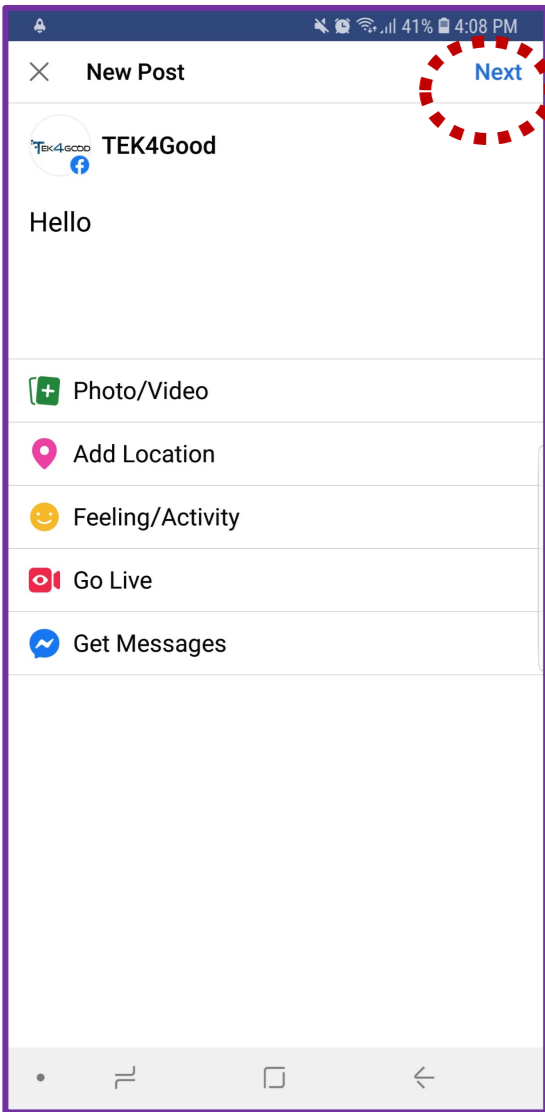 41% 4:08 PM
New Post
Next
TEK4GOOD
TEK4Good
Hello
Photo/Video
Add Location
Feeling/Activity
Go Live
Get Messages